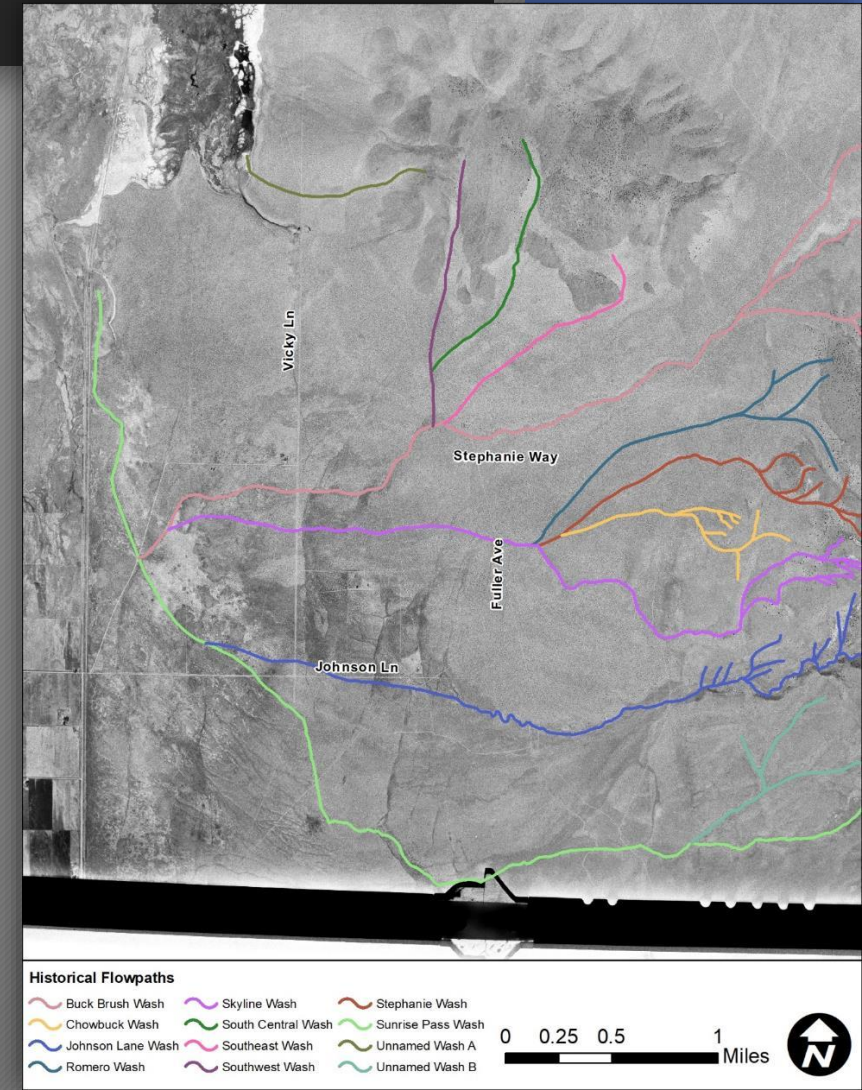 Vicky Ln
Stephanie Way
Fuller Ave
Johnson Ln
Historical Flowpaths
Buck Brush Wash
Skyline Wash
Stephanie Wash
Chowbuck Wash
South Central Wash
Sunrise Pass Wash
Johnson Lane Wash
Southeast Wash
Unnamed Wash A
Romero Wash
Southwest Wash
Unnamed Wash B
0 0.25 0.5 1
Miles
N